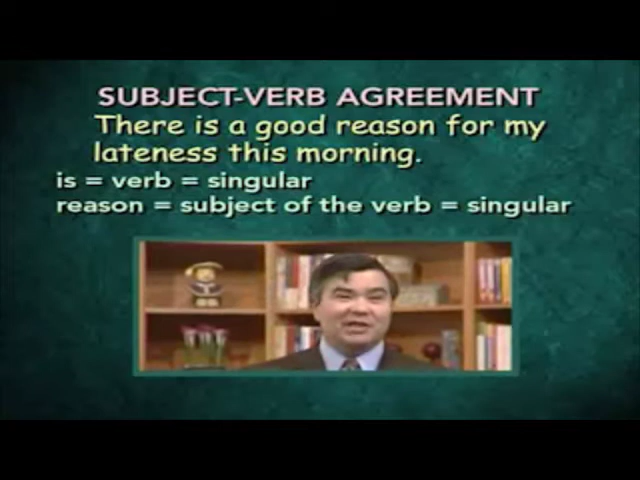 SUBJECT-VERB AGREEMENT
There is a good reason for my
lateness this morning.
is = verb = singular
reason = subject of the verb = singular